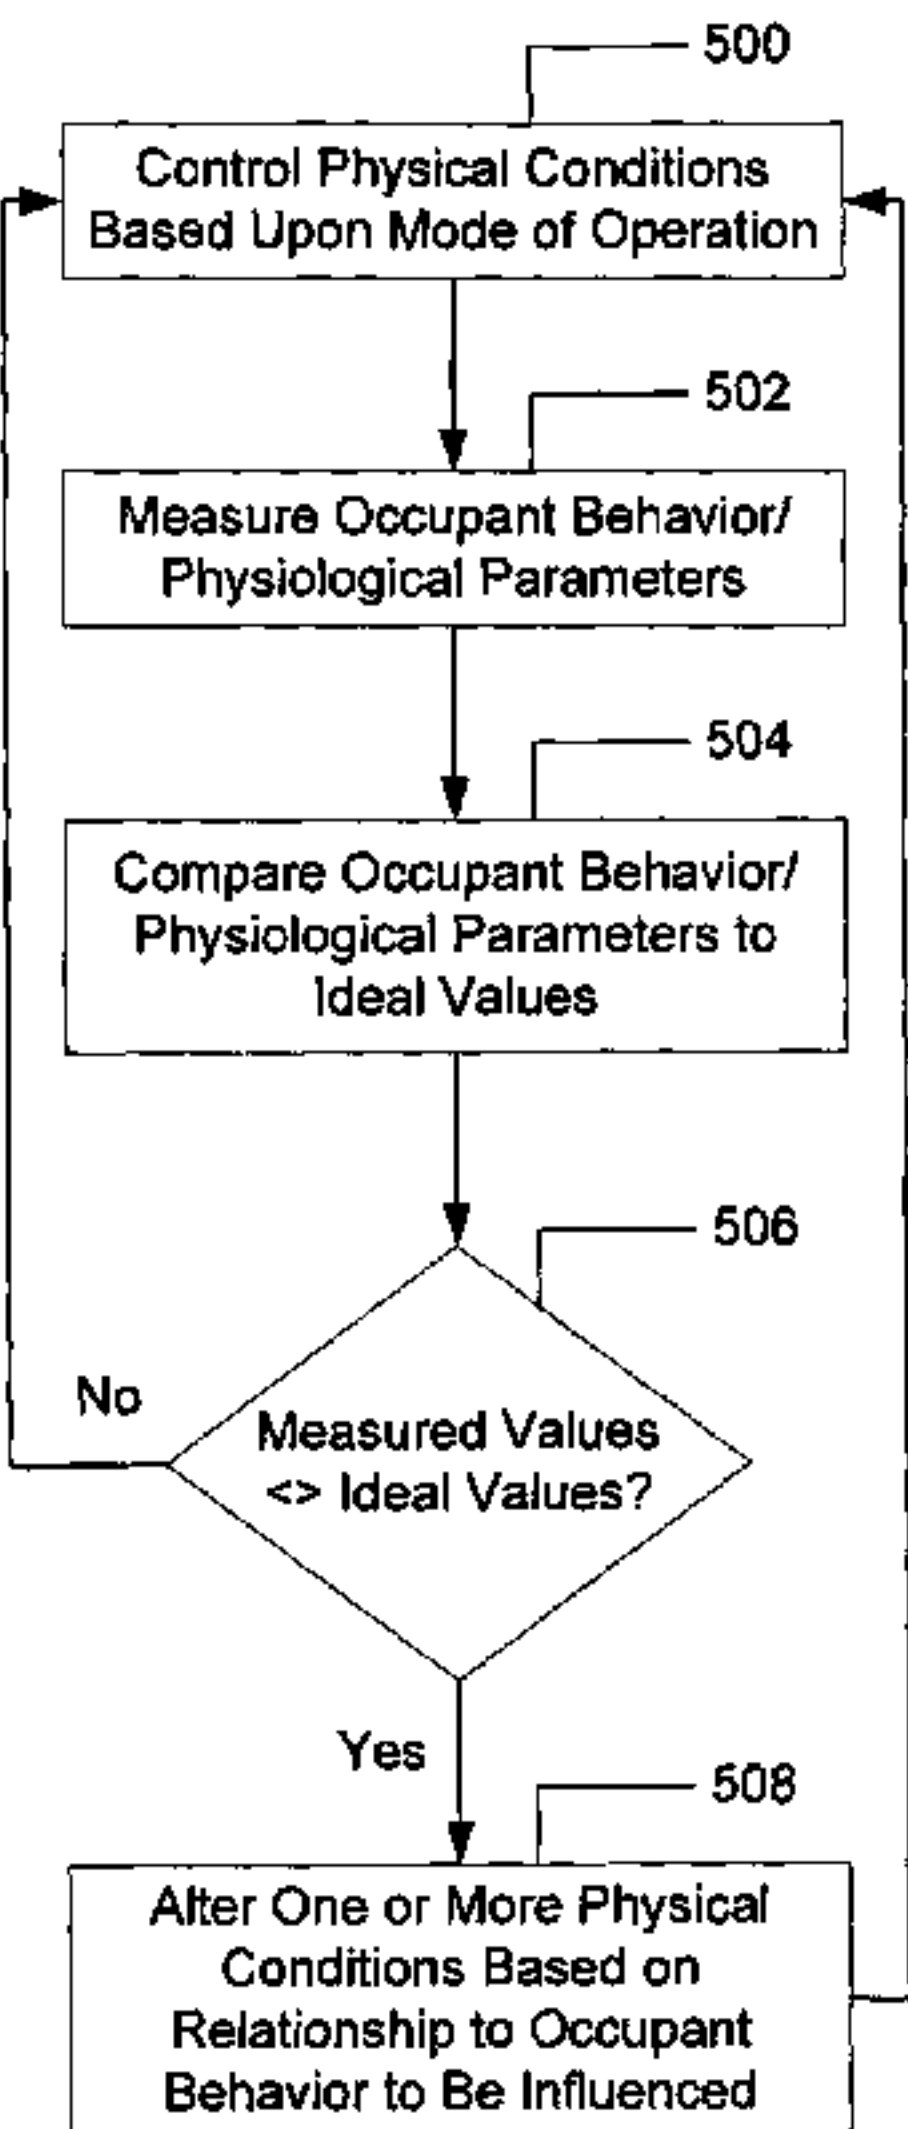 500
Control Physical Conditions
Based Upon Mode of Operation
502
Measure Occupant Behavior/
Physiological Parameters
504
Compare Occupant Behavior/
Physiological Parameters to
Ideal Values
506
No
Measured Values
<> Ideal Values?
Yes
508
Alter One or More Physical
Conditions Based on
Relationship to Occupant
Behavior to Be Influenced